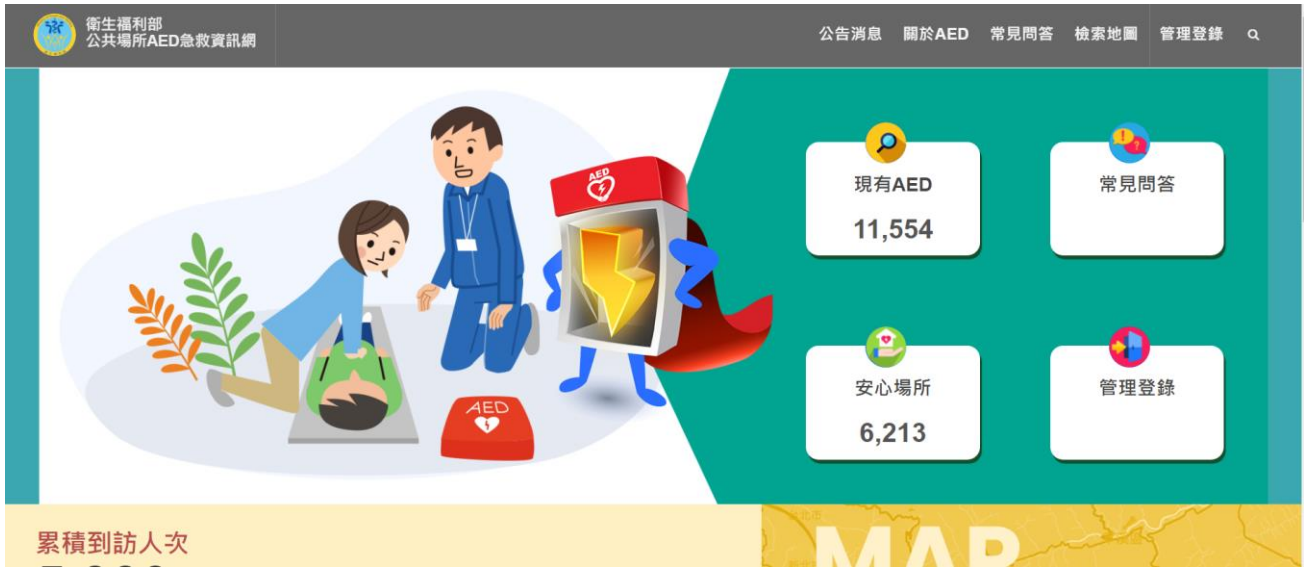 衛生福利部
公共場所AED急救資訊網
公告消息 關於AED 常見問答 檢索地圖 管理登錄
AED
AED
現有AED
11,554
常見問答
安心場所
6,213
管理登錄
累積到訪人次
MAP